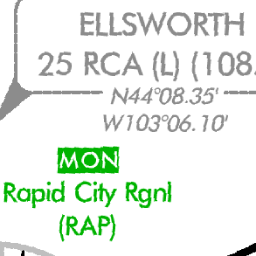 ELLSWORTH
25 RCA (L) (108.
N44°08.35'
W103°06.10'
MON
Rapid City Rgnl
(RAP)